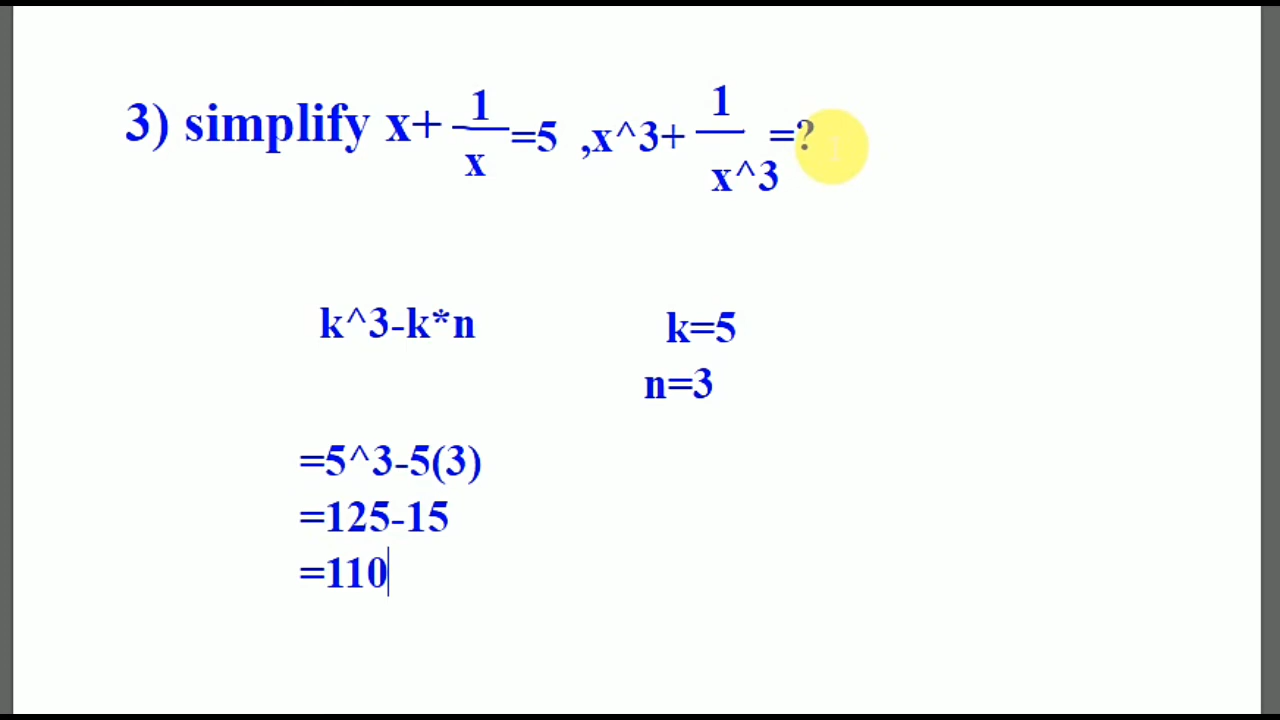 3) simplify x+ 1/x =5 ,x^3+ 1/x^3 =?
k^3-k*n
k=5
n=3
=5^3-5(3)
=125-15
=110